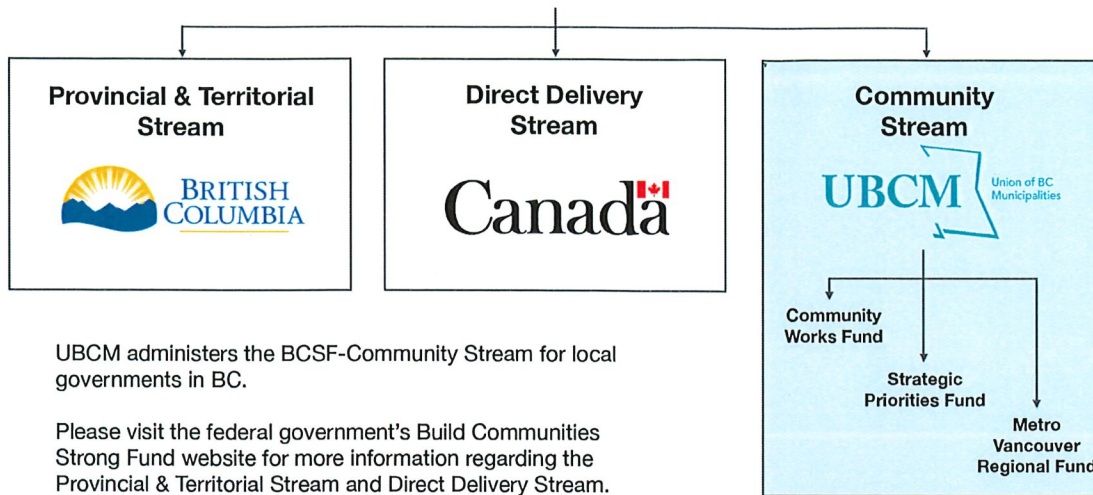 Provincial & Territorial
Stream
BRITISH
COLUMBIA
Direct Delivery
Stream
Canada
Community
Stream
UBCM
Union of BC
Municipalities
Community
Works Fund
Strategic
Priorities Fund
Metro
Vancouver
Regional Fund
UBCM administers the BCSF-Community Stream for local
governments in BC.
Please visit the federal government's Build Communities
Strong Fund website for more information regarding the
Provincial & Territorial Stream and Direct Delivery Stream.